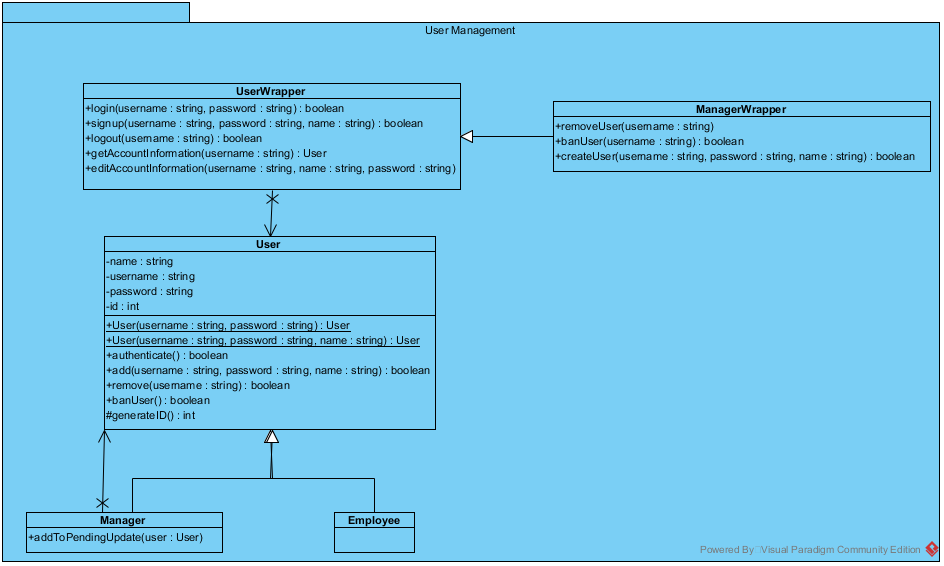 User Management
UserWrapper
+login(username : string, password : string) : boolean
+signup(username : string, password : string, name : string) : boolean
+logout(username : string) : boolean
+getAccountInformation(username : string) : User
+editAccountInformation(username : string, name : string, password : string)
ManagerWrapper
+removeUser(username : string)
+banUser(username : string) : boolean
+createUser(username : string, password : string, name : string) : boolean
User
-name : string
-username : string
-password : string
-id : int
+User(username : string, password : string) : User
+User(username : string, password : string, name : string) : User
+authenticate() : boolean
+add(username : string, password : string, name : string) : boolean
+remove(username : string) : boolean
+banUser() : boolean
#generateID() : int
Manager
+addToPendingUpdate(user : User)
Employee
Powered By Visual Paradigm Community Edition